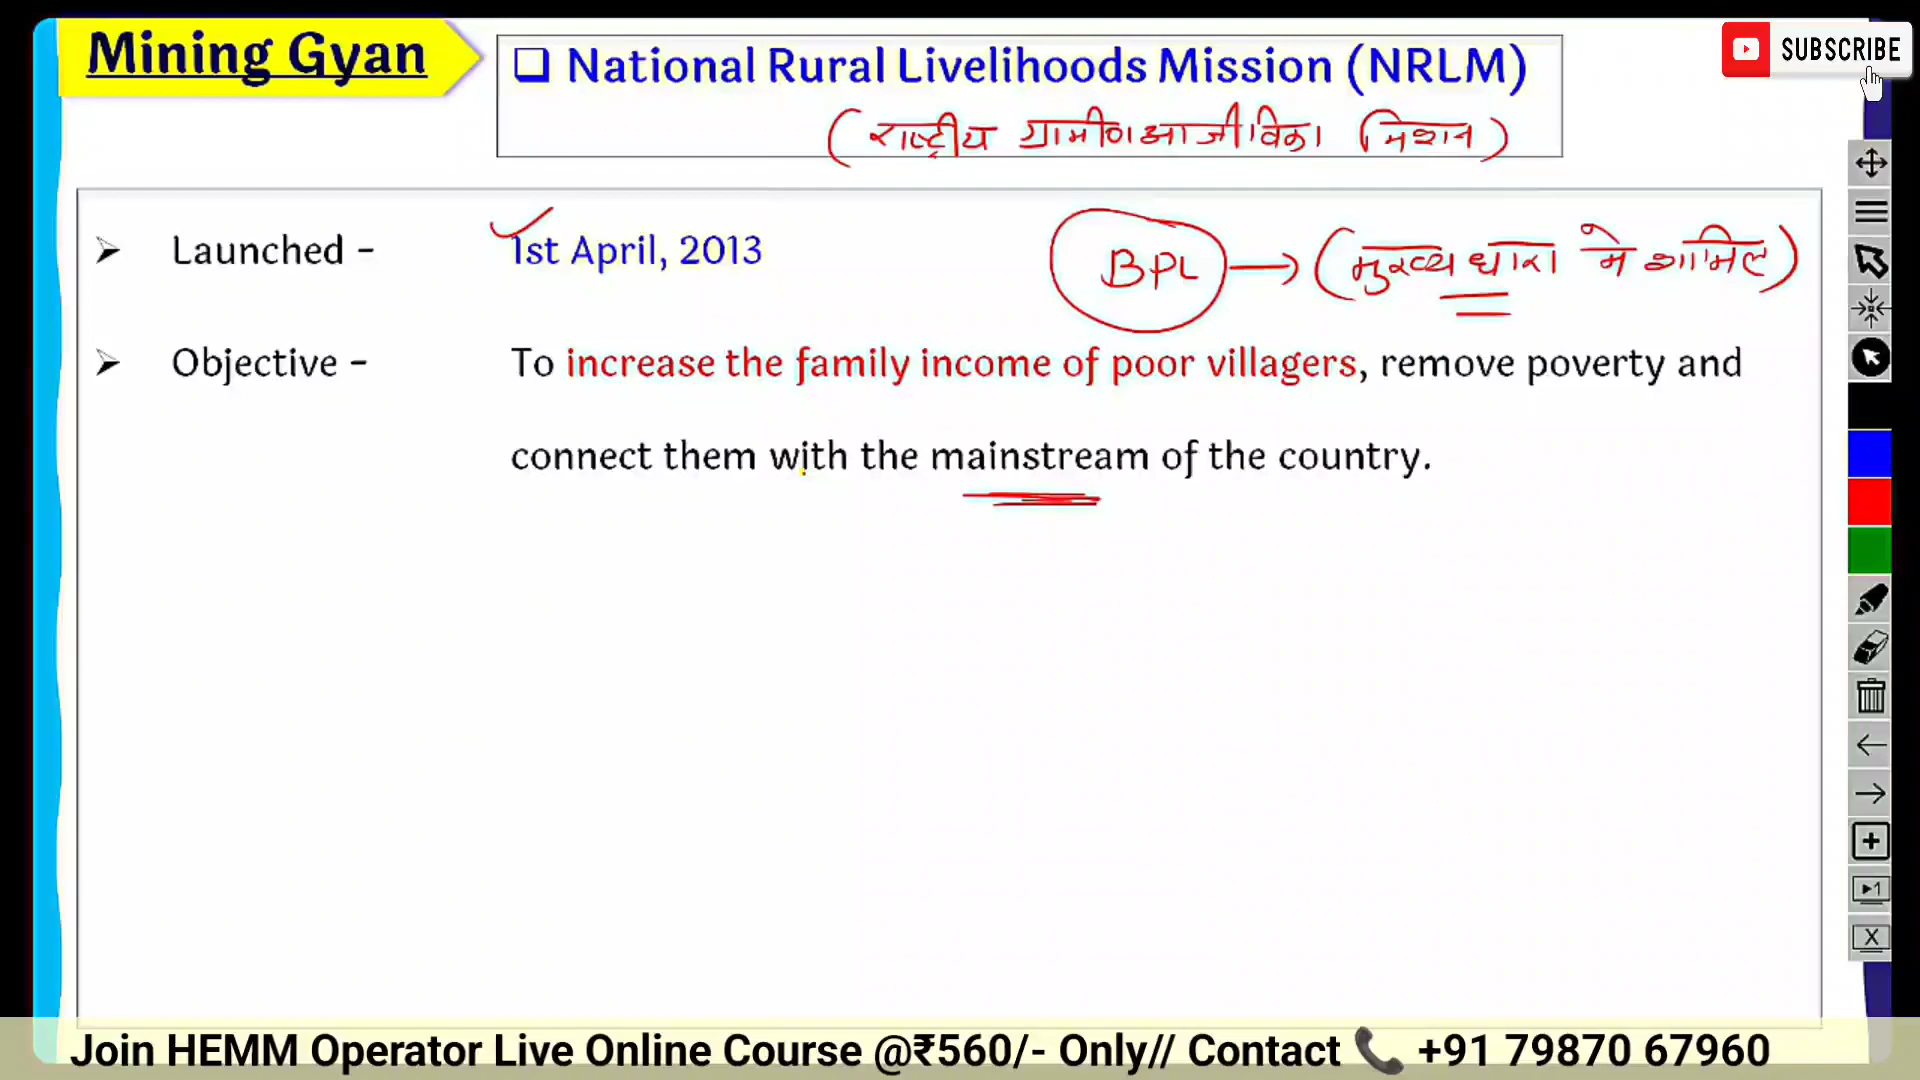 Mining Gyan
❑ National Rural Livelihoods Mission (NRLM)
SUBSCRIBE
(राष्ट्रीय ग्रामीण आजीविका मिशन)
➢ Launched - 1st April, 2013
BPL → (मुख्य धारा मे शामिल)
➢ Objective - To increase the family income of poor villagers, remove poverty and
connect them with the mainstream of the country.
Join HEMM Operator Live Online Course @₹560/- Only// Contact 📞 +91 79870 67960